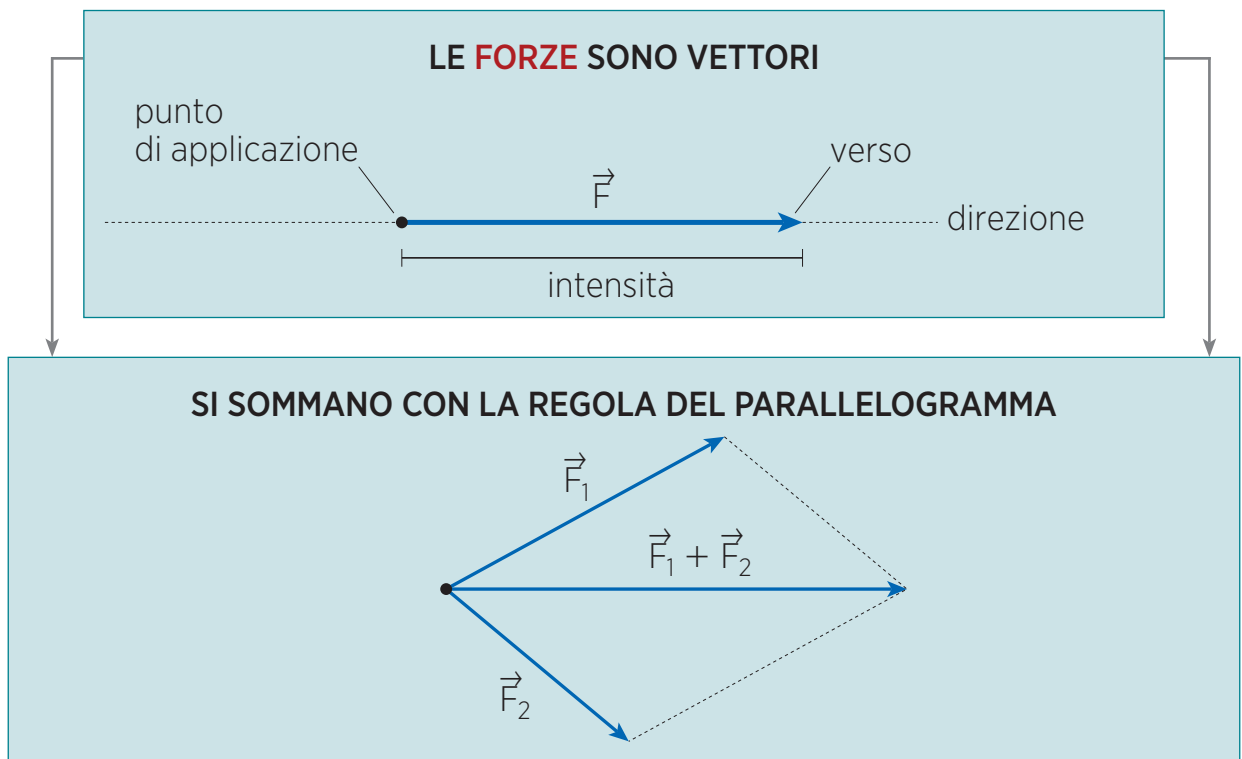 LE FORZE SONO VETTORI
punto
di applicazione
verso
F⃗
direzione
intensità
SI SOMMANO CON LA REGOLA DEL PARALLELOGRAMMA
F⃗₁
F⃗₁ + F⃗₂
F⃗₂